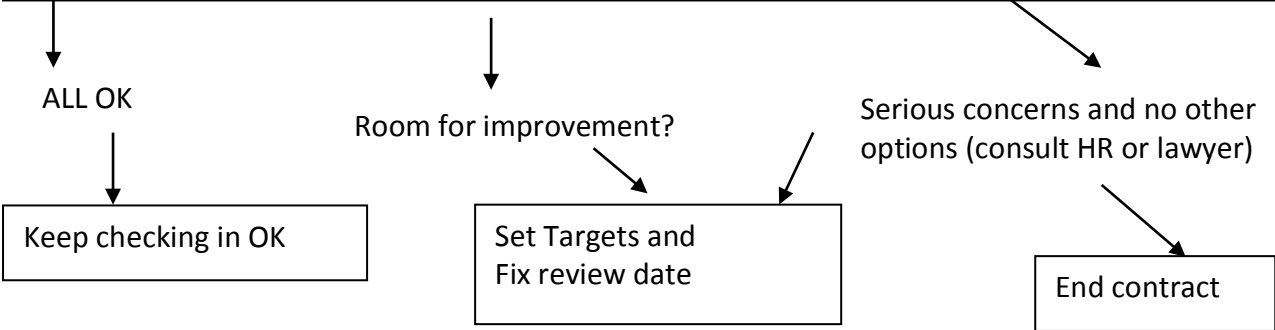 ALL OK
Room for improvement?
Serious concerns and no other
options (consult HR or lawyer)
Keep checking in OK
Set Targets and
Fix review date
End contract